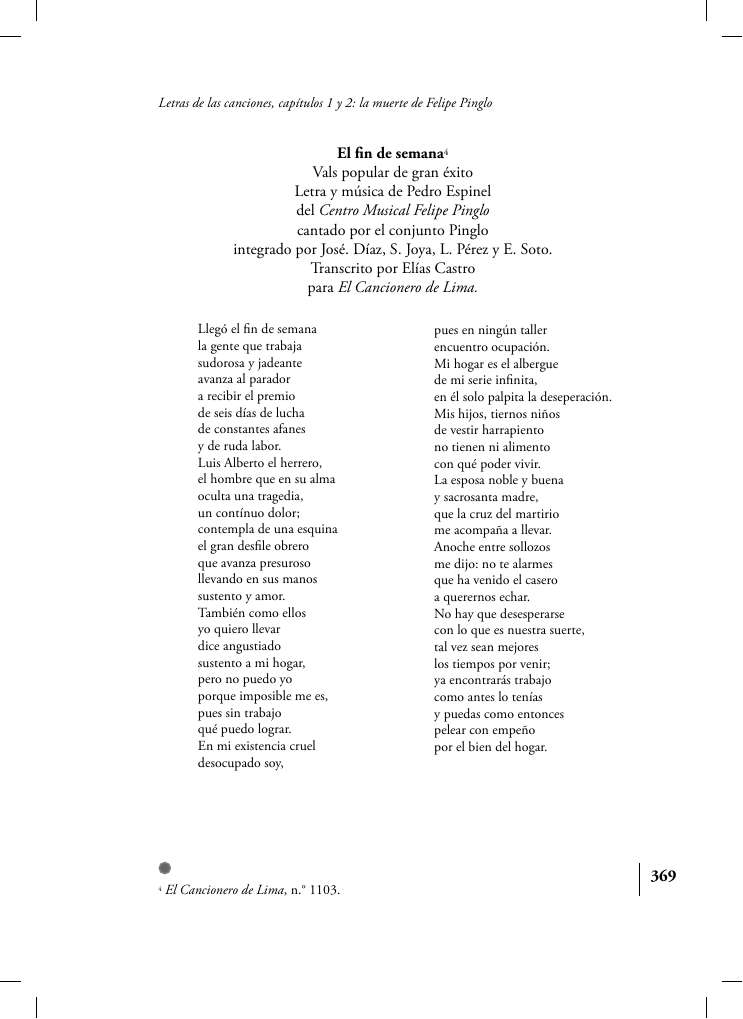 Letras de las canciones, capítulos 1 y 2: la muerte de Felipe Pinglo
El fin de semana⁴
Vals popular de gran éxito
Letra y música de Pedro Espinel
del Centro Musical Felipe Pinglo
cantado por el conjunto Pinglo
integrado por José. Díaz, S. Joya, L. Pérez y E. Soto.
Transcrito por Elías Castro
para El Cancionero de Lima.
Llegó el fin de semana
la gente que trabaja
sudorosa y jadeante
avanza al parador
a recibir el premio
de seis días de lucha
de constantes afanes
y de ruda labor.
Luis Alberto el herrero,
el hombre que en su alma
oculta una tragedia,
un contínuo dolor;
contempla de una esquina
el gran desfile obrero
que avanza presuroso
llevando en sus manos
sustento y amor.
También como ellos
yo quiero llevar
dice angustiado
sustento a mi hogar,
pero no puedo yo
porque imposible me es,
pues sin trabajo
qué puedo lograr.
En mi existencia cruel
desocupado soy,
pues en ningún taller
encuentro ocupación.
Mi hogar es el albergue
de mi serie infinita,
en él solo palpita la deseperación.
Mis hijos, tiernos niños
de vestir harrapiento
no tienen ni alimento
con qué poder vivir.
La esposa noble y buena
y sacrosanta madre,
que la cruz del martirio
me acompaña a llevar.
Anoche entre sollozos
me dijo: no te alarmes
que ha venido el casero
a querernos echar.
No hay que desesperarse
con lo que es nuestra suerte,
tal vez sean mejores
los tiempos por venir;
ya encontrarás trabajo
como antes lo tenías
y puedas como entonces
pelear con empeño
por el bien del hogar.
⁴ El Cancionero de Lima, n.° 1103.
369